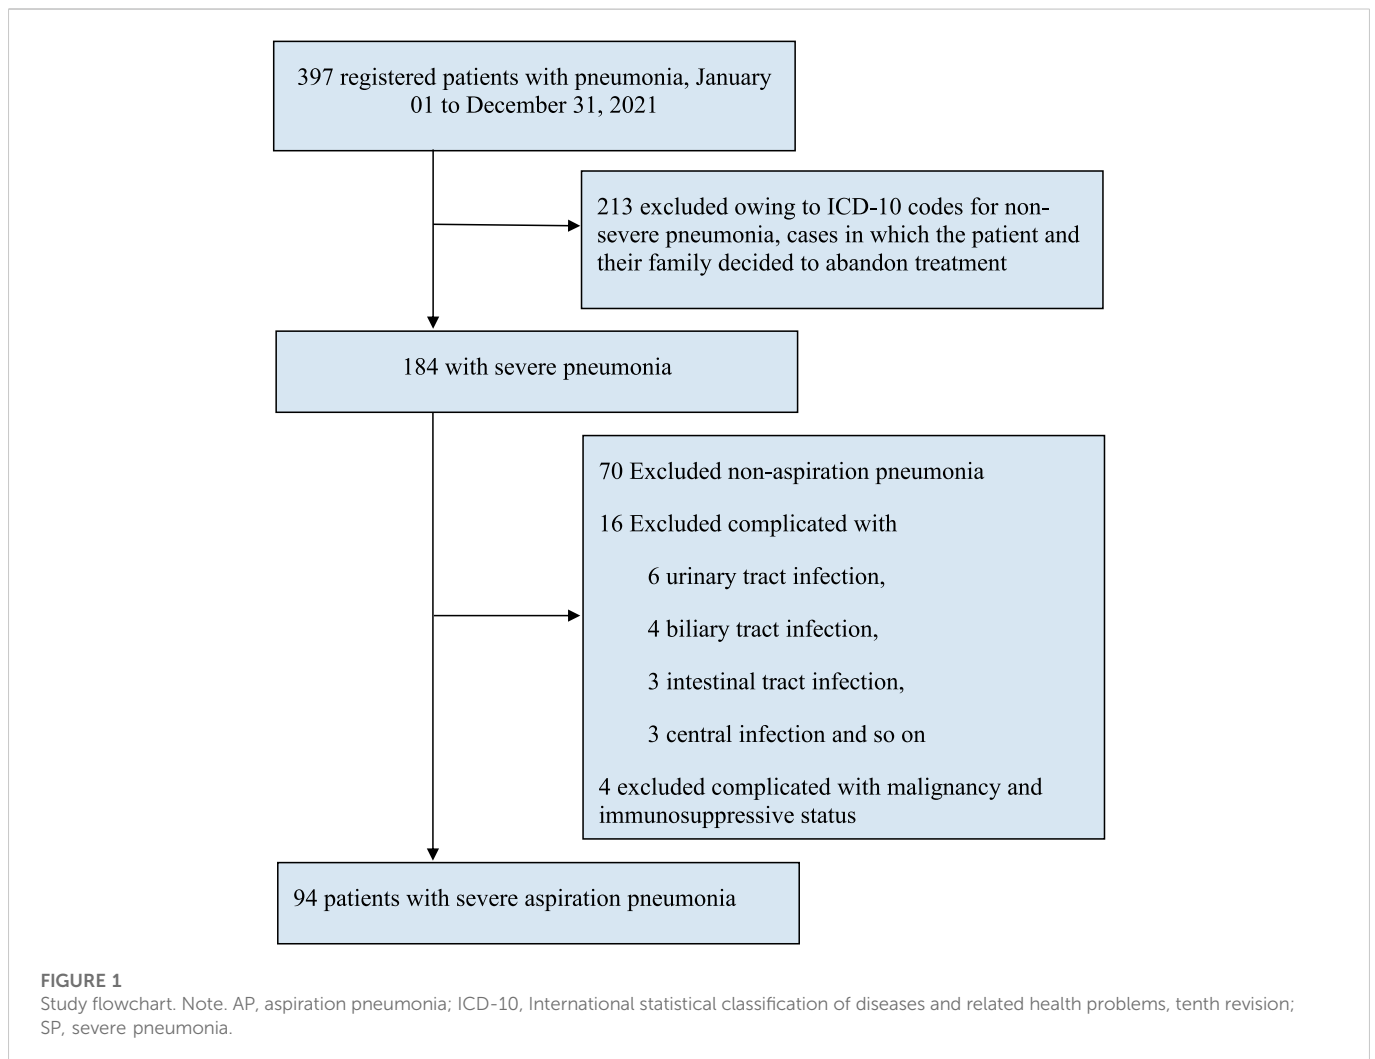 397 registered patients with pneumonia, January
01 to December 31, 2021
213 excluded owing to ICD-10 codes for non-
severe pneumonia, cases in which the patient and
their family decided to abandon treatment
184 with severe pneumonia
70 Excluded non-aspiration pneumonia
16 Excluded complicated with
6 urinary tract infection,
4 biliary tract infection,
3 intestinal tract infection,
3 central infection and so on
4 excluded complicated with malignancy and
immunosuppressive status
94 patients with severe aspiration pneumonia
FIGURE 1
Study flowchart. Note. AP, aspiration pneumonia; ICD-10, International statistical classification of diseases and related health problems, tenth revision;
SP, severe pneumonia.